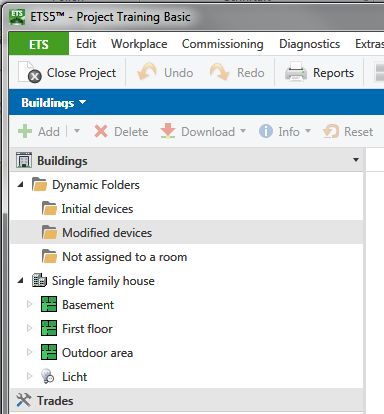 ETS5™ - Project Training Basic
ETS Edit Workplace Commissioning Diagnostics Extras
Close Project Undo Redo Reports
Buildings
Add Delete Download Info Reset
Buildings
Dynamic Folders
Initial devices
Modified devices
Not assigned to a room
Single family house
Basement
First floor
Outdoor area
Licht
Trades